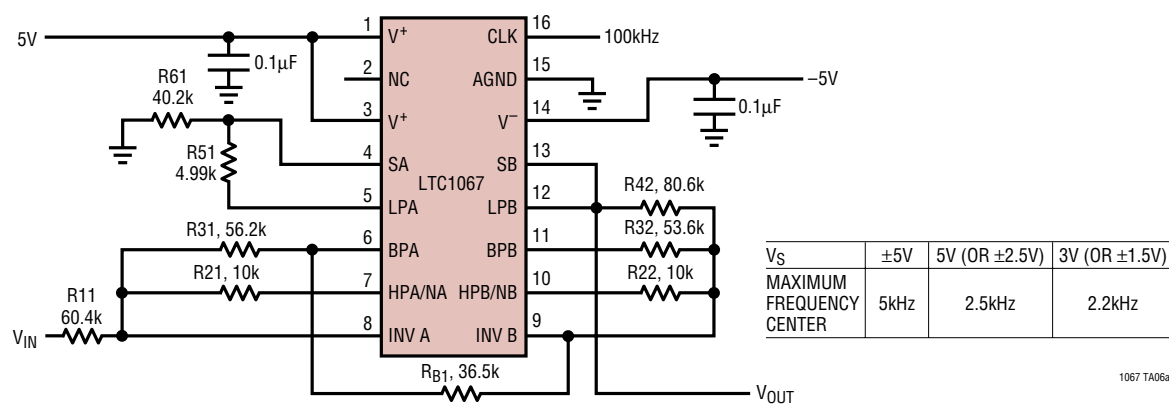 5V
0.1µF
R61
40.2k
R51
4.99k
R31, 56.2k
R21, 10k
R11
60.4k
VIN
1
2
3
4
5
6
7
8
V+
NC
V+
SA
LPA
BPA
HPA/NA
INV A
LTC1067
CLK
AGND
V–
SB
LPB
BPB
HPB/NB
INV B
16
15
14
13
12
11
10
9
100kHz
–5V
0.1µF
R42, 80.6k
R32, 53.6k
R22, 10k
RB1, 36.5k
VOUT
VS ±5V 5V (OR ±2.5V) 3V (OR ±1.5V)
MAXIMUM
FREQUENCY 5kHz 2.5kHz 2.2kHz
CENTER
1067 TA06a